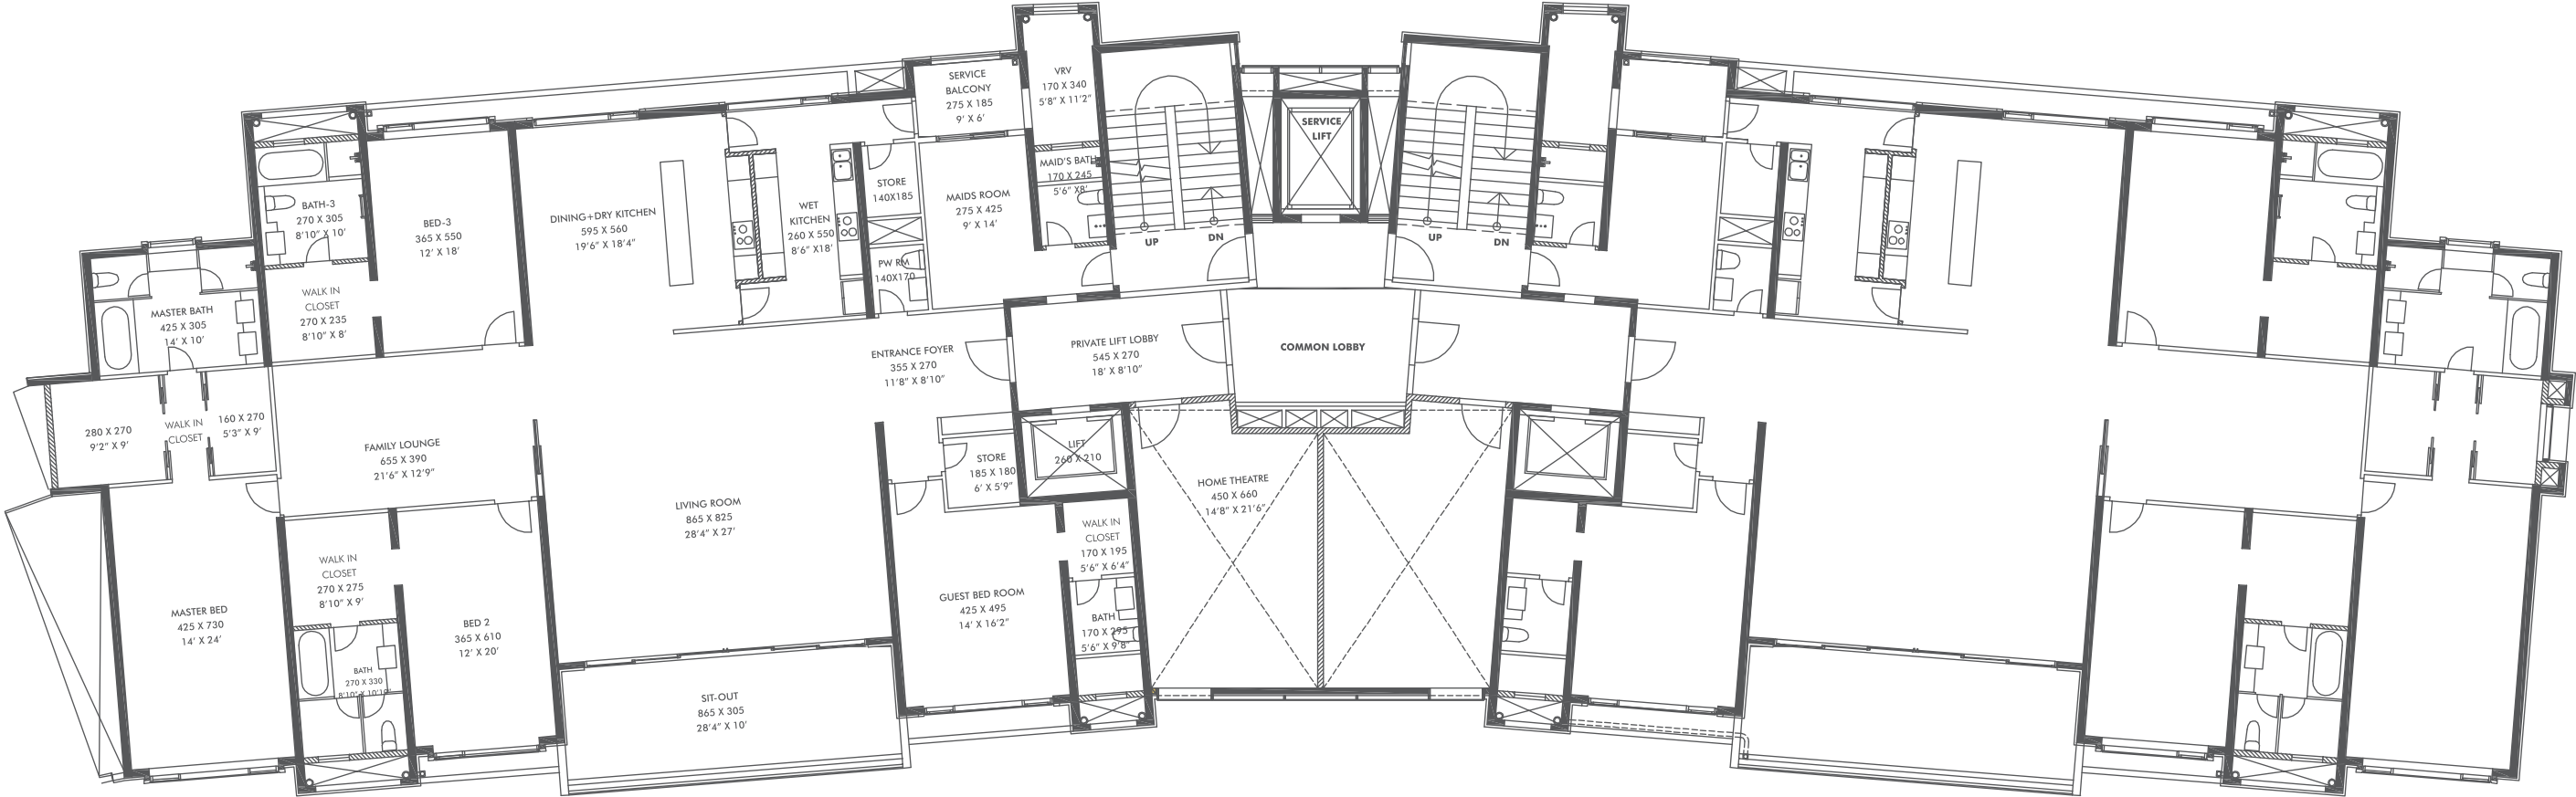 SERVICE
BALCONY
275 X 185
9' X 6'
VRV
170 X 340
5'8" X 11'2"
MAID'S BATH
170 X 245
5'6" X8'
STORE
140X185
MAIDS ROOM
275 X 425
9' X 14'
PW RM
140X170
WET
KITCHEN
260 X 550
8'6" X18'
DINING+DRY KITCHEN
595 X 560
19'6" X 18'4"
BED-3
365 X 550
12' X 18'
BATH-3
270 X 305
8'10" X 10'
WALK IN
CLOSET
270 X 235
8'10" X 8'
MASTER BATH
425 X 305
14' X 10'
280 X 270
9'2" X 9'
WALK IN
CLOSET
160 X 270
5'3" X 9'
FAMILY LOUNGE
655 X 390
21'6" X 12'9"
LIVING ROOM
865 X 825
28'4" X 27'
ENTRANCE FOYER
355 X 270
11'8" X 8'10"
PRIVATE LIFT LOBBY
545 X 270
18' X 8'10"
COMMON LOBBY
SERVICE
LIFT
UP
DN
UP
DN
STORE
185 X 180
6' X 5'9"
LIFT
260 X 210
HOME THEATRE
450 X 660
14'8" X 21'6"
WALK IN
CLOSET
170 X 195
5'6" X 6'4"
GUEST BED ROOM
425 X 495
14' X 16'2"
BATH
170 X 295
5'6" X 9'8"
MASTER BED
425 X 730
14' X 24'
WALK IN
CLOSET
270 X 275
8'10" X 9'
BATH
270 X 330
8'10" X
BED 2
365 X 610
12' X 20'
SIT-OUT
865 X 305
28'4" X 10'